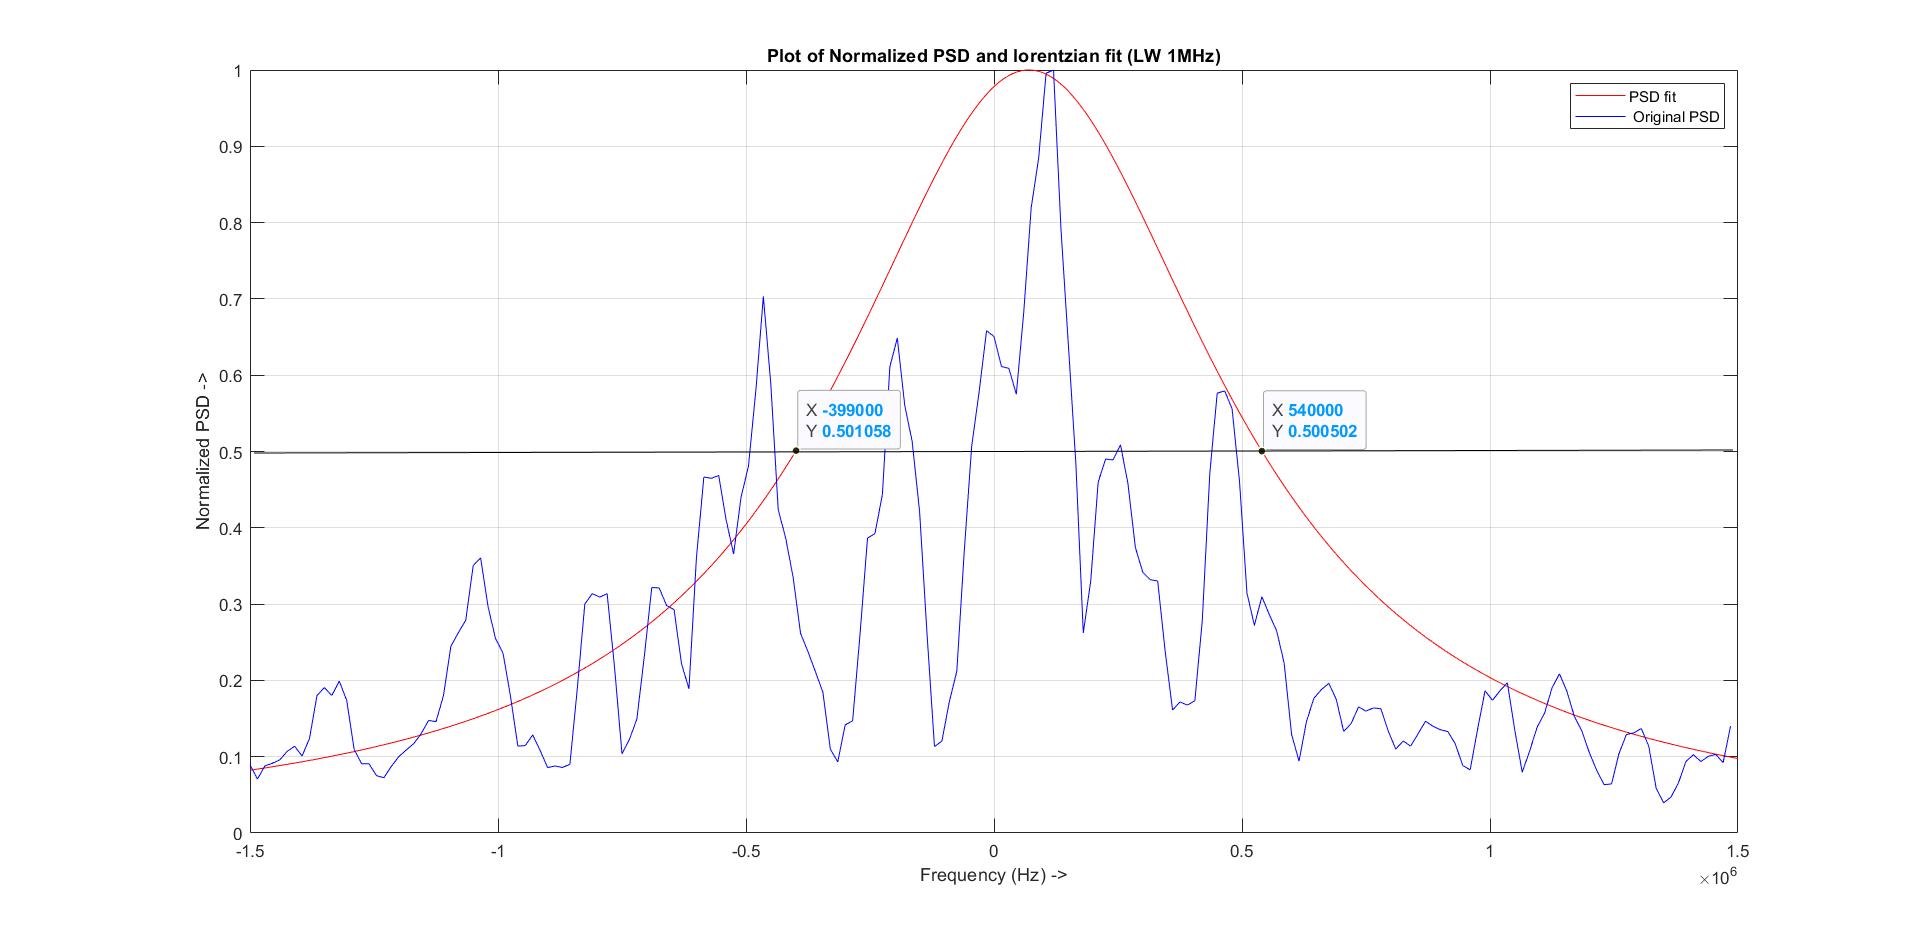 Plot of Normalized PSD and lorentzian fit (LW 1MHz)
PSD fit
Original PSD
Normalized PSD ->
1
0.9
0.8
0.7
0.6
0.5
0.4
0.3
0.2
0.1
0
X -399000
Y 0.501058
X 540000
Y 0.500502
-1.5
-1
-0.5
0
0.5
1
1.5
Frequency (Hz) ->
×10⁶